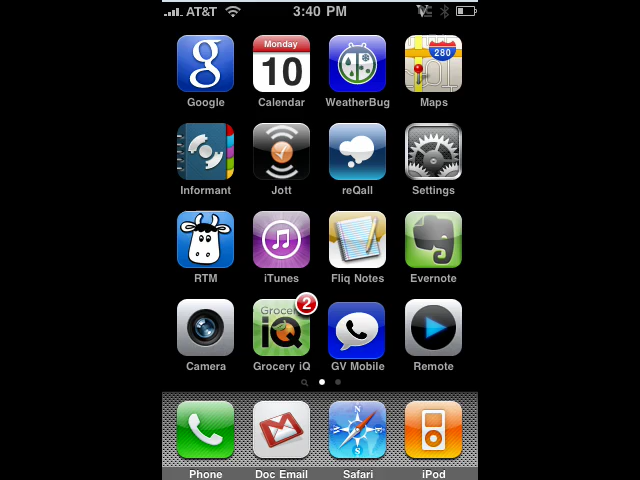 AT&T 3:40 PM
g Monday 280
10
Google Calendar WeatherBug Maps
Informant Jott reQall Settings
RTM iTunes Fliq Notes Evernote
2
Grocery
iQ
Camera Grocery iQ GV Mobile Remote
N
Phone Doc Email Safari iPod